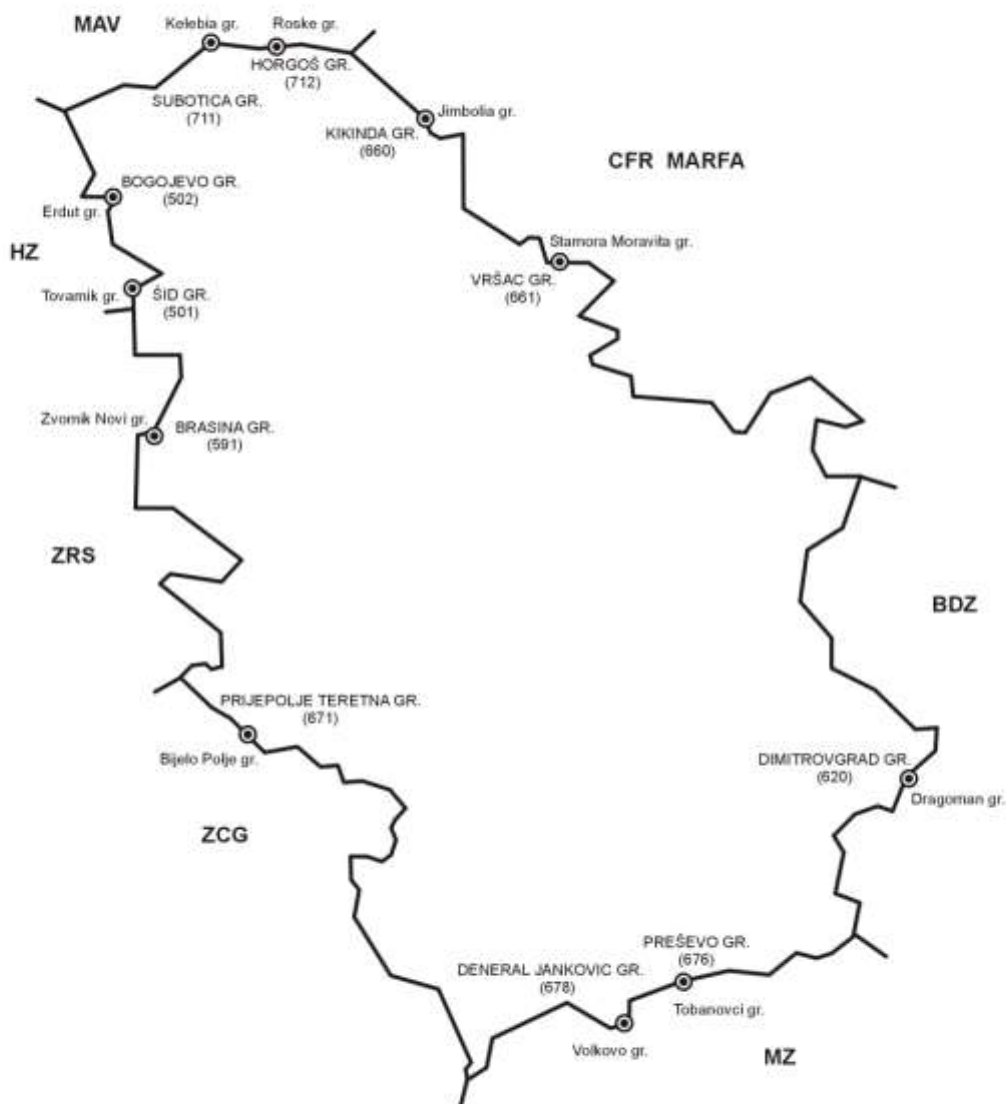 MAV
Kelebia gr.
Roske gr.
HORGOŠ GR.
(712)
SUBOTICA GR.
(711)
Jimbolia gr.
KIKINDA GR.
(660)
CFR MARFA
BOGOJEVO GR.
(502)
Erdut gr.
HZ
Stamora Moravita gr.
VRŠAC GR.
(661)
Tovarnik gr.
ŠID GR.
(501)
Zvornik Novi gr.
BRASINA GR.
(591)
ZRS
BDZ
PRIJEPOLJE TERETNA GR.
(671)
Bijelo Polje gr.
DIMITROVGRAD GR.
(620)
Dragoman gr.
ZCG
PREŠEVO GR.
(676)
DENERAL JANKOVIC GR.
(678)
Tobanovci gr.
Volkovo gr.
MZ